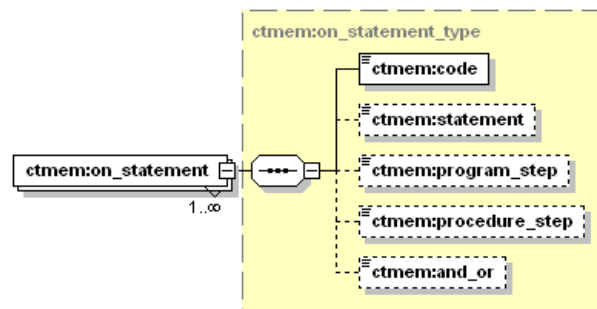 ctmem:on_statement_type
ctmem:code
ctmem:statement
ctmem:on_statement
ctmem:program_step
1..∞
ctmem:procedure_step
ctmem:and_or